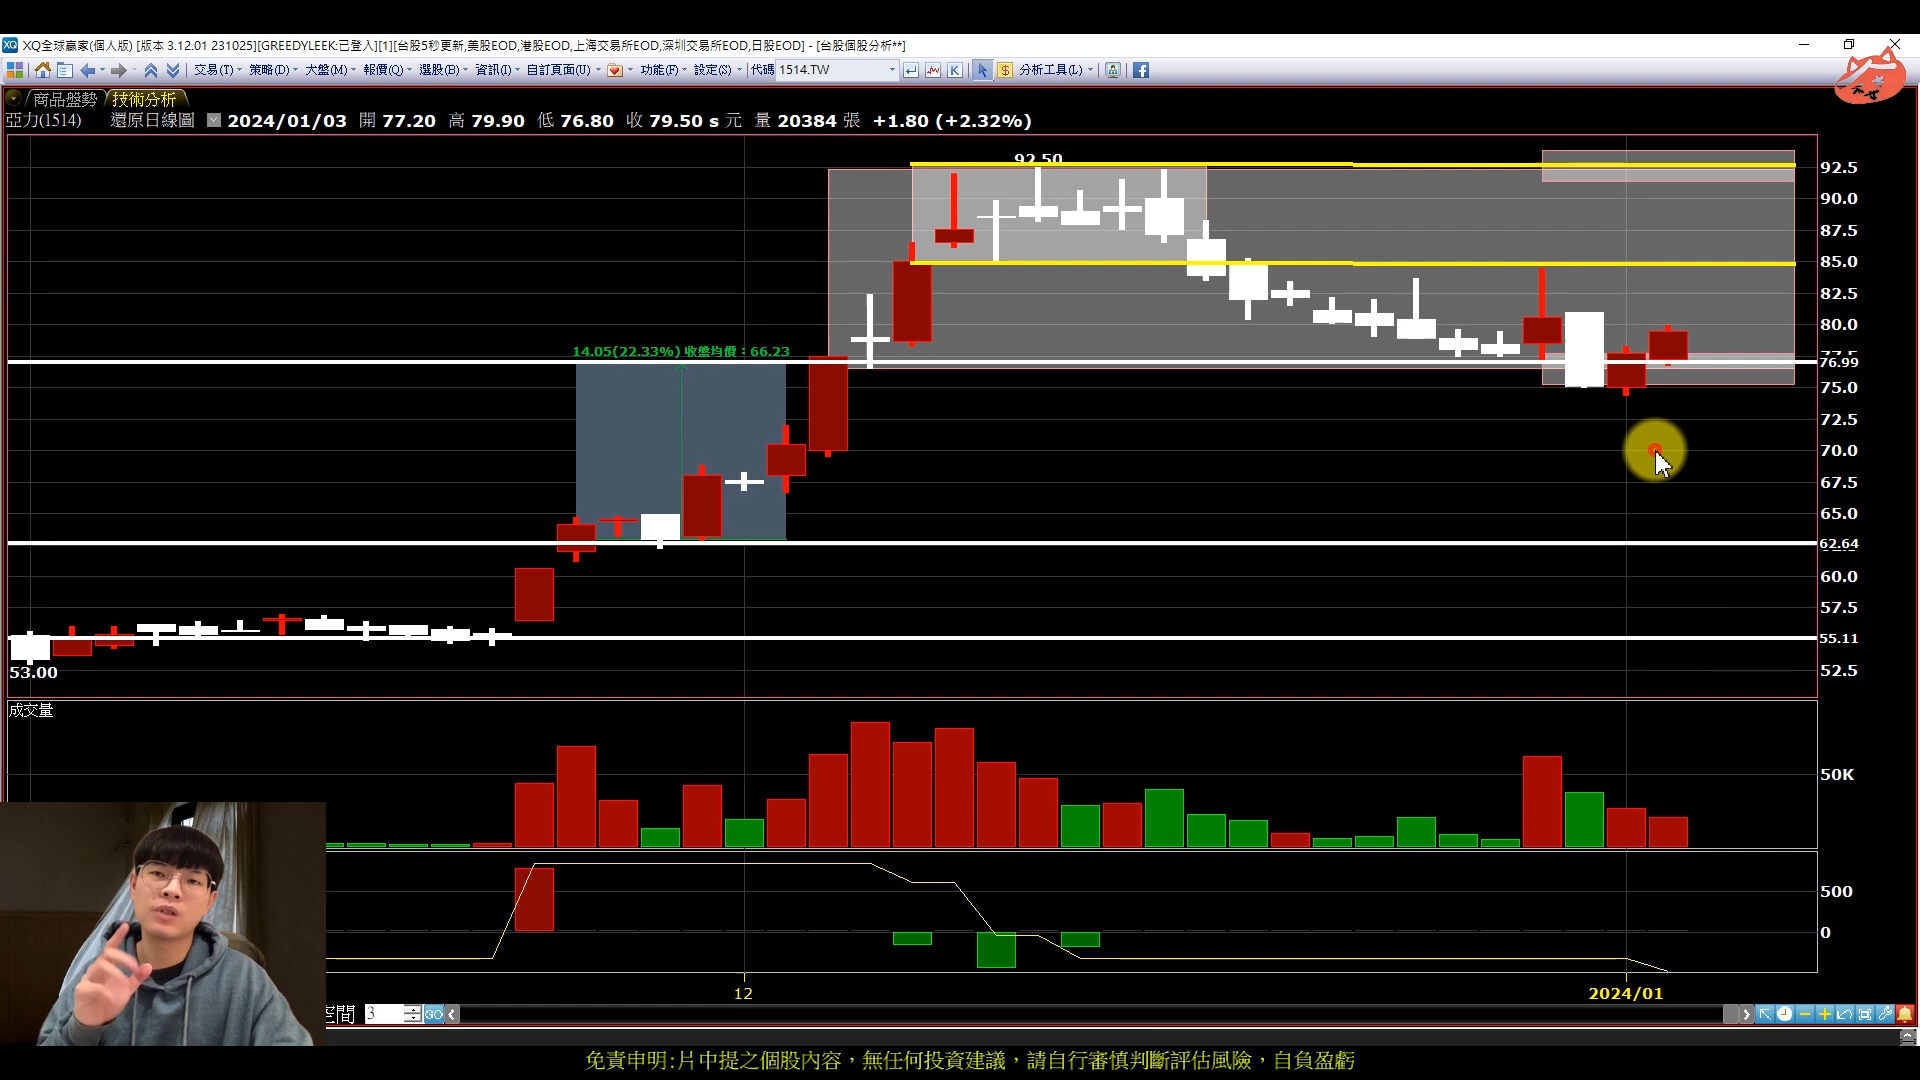 XQ全球贏家(個人版) [版本 3.12.01 231025][GREEDYLEEK:已登入][1][台股5秒更新,美股EOD,港股EOD,上海交易所EOD,深圳交易所EOD,日股EOD] - [台股個股分析**]
交易(T) 策略(D) 大盤(M) 報價(Q) 選股(B) 資訊(I) 自訂頁面(U) 功能(F) 設定(S) 代碼 1514.TW 分析工具(L)
商品盤勢 技術分析
亞力(1514) 還原日線圖 2024/01/03 開 77.20 高 79.90 低 76.80 收 79.50 s 元 量 20384 張 +1.80 (+2.32%)
92.50
92.5
90.0
87.5
85.0
82.5
80.0
14.05(22.33%) 收盤均價：66.23
76.99
75.0
72.5
70.0
67.5
65.0
62.64
60.0
57.5
55.11
53.00
52.5
成交量
50K
500
0
12
2024/01
空間 3 GO
免責申明:片中提之個股內容，無任何投資建議，請自行審慎判斷評估風險，自負盈虧